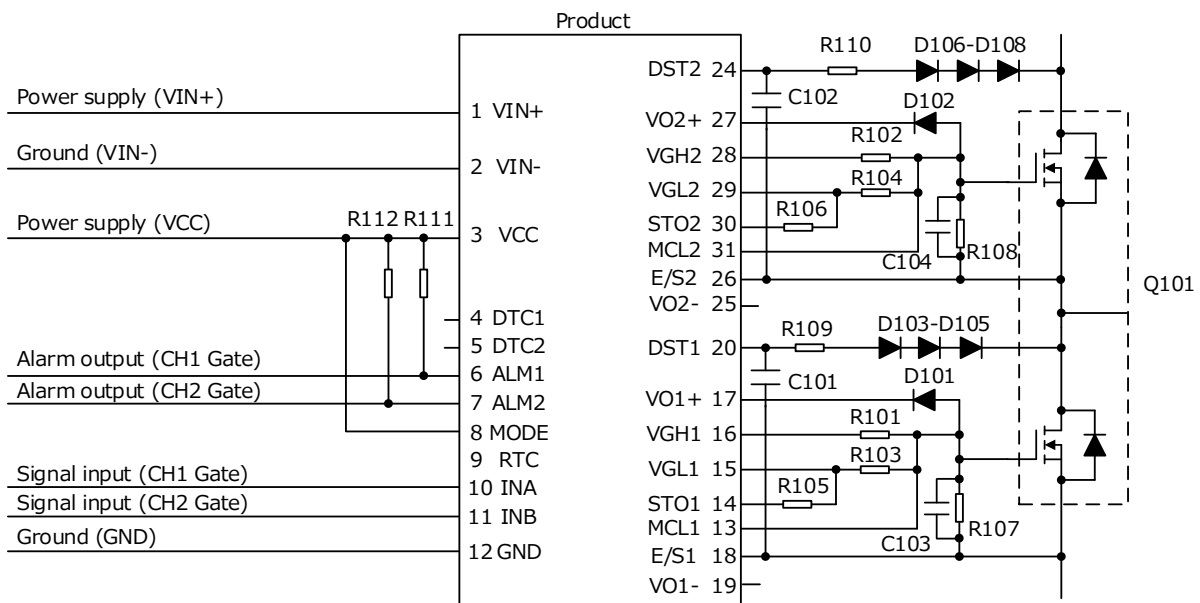 Product
R110 D106-D108
DST2 24
C102
Power supply (VIN+)
1 VIN+
D102
VO2+ 27
R102
Ground (VIN-)
2 VIN-
VGH2 28
R104
VGL2 29
R106
Power supply (VCC)
R112 R111
3 VCC
STO2 30
MCL2 31
C104 R108
E/S2 26
Q101
VO2- 25
4 DTC1
5 DTC2
R109 D103-D105
DST1 20
C101
Alarm output (CH1 Gate)
6 ALM1
D101
Alarm output (CH2 Gate)
7 ALM2
VO1+ 17
R101
8 MODE
VGH1 16
R103
9 RTC
VGL1 15
R105
Signal input (CH1 Gate)
10 INA
STO1 14
Signal input (CH2 Gate)
11 INB
MCL1 13
C103 R107
Ground (GND)
12 GND
E/S1 18
VO1- 19